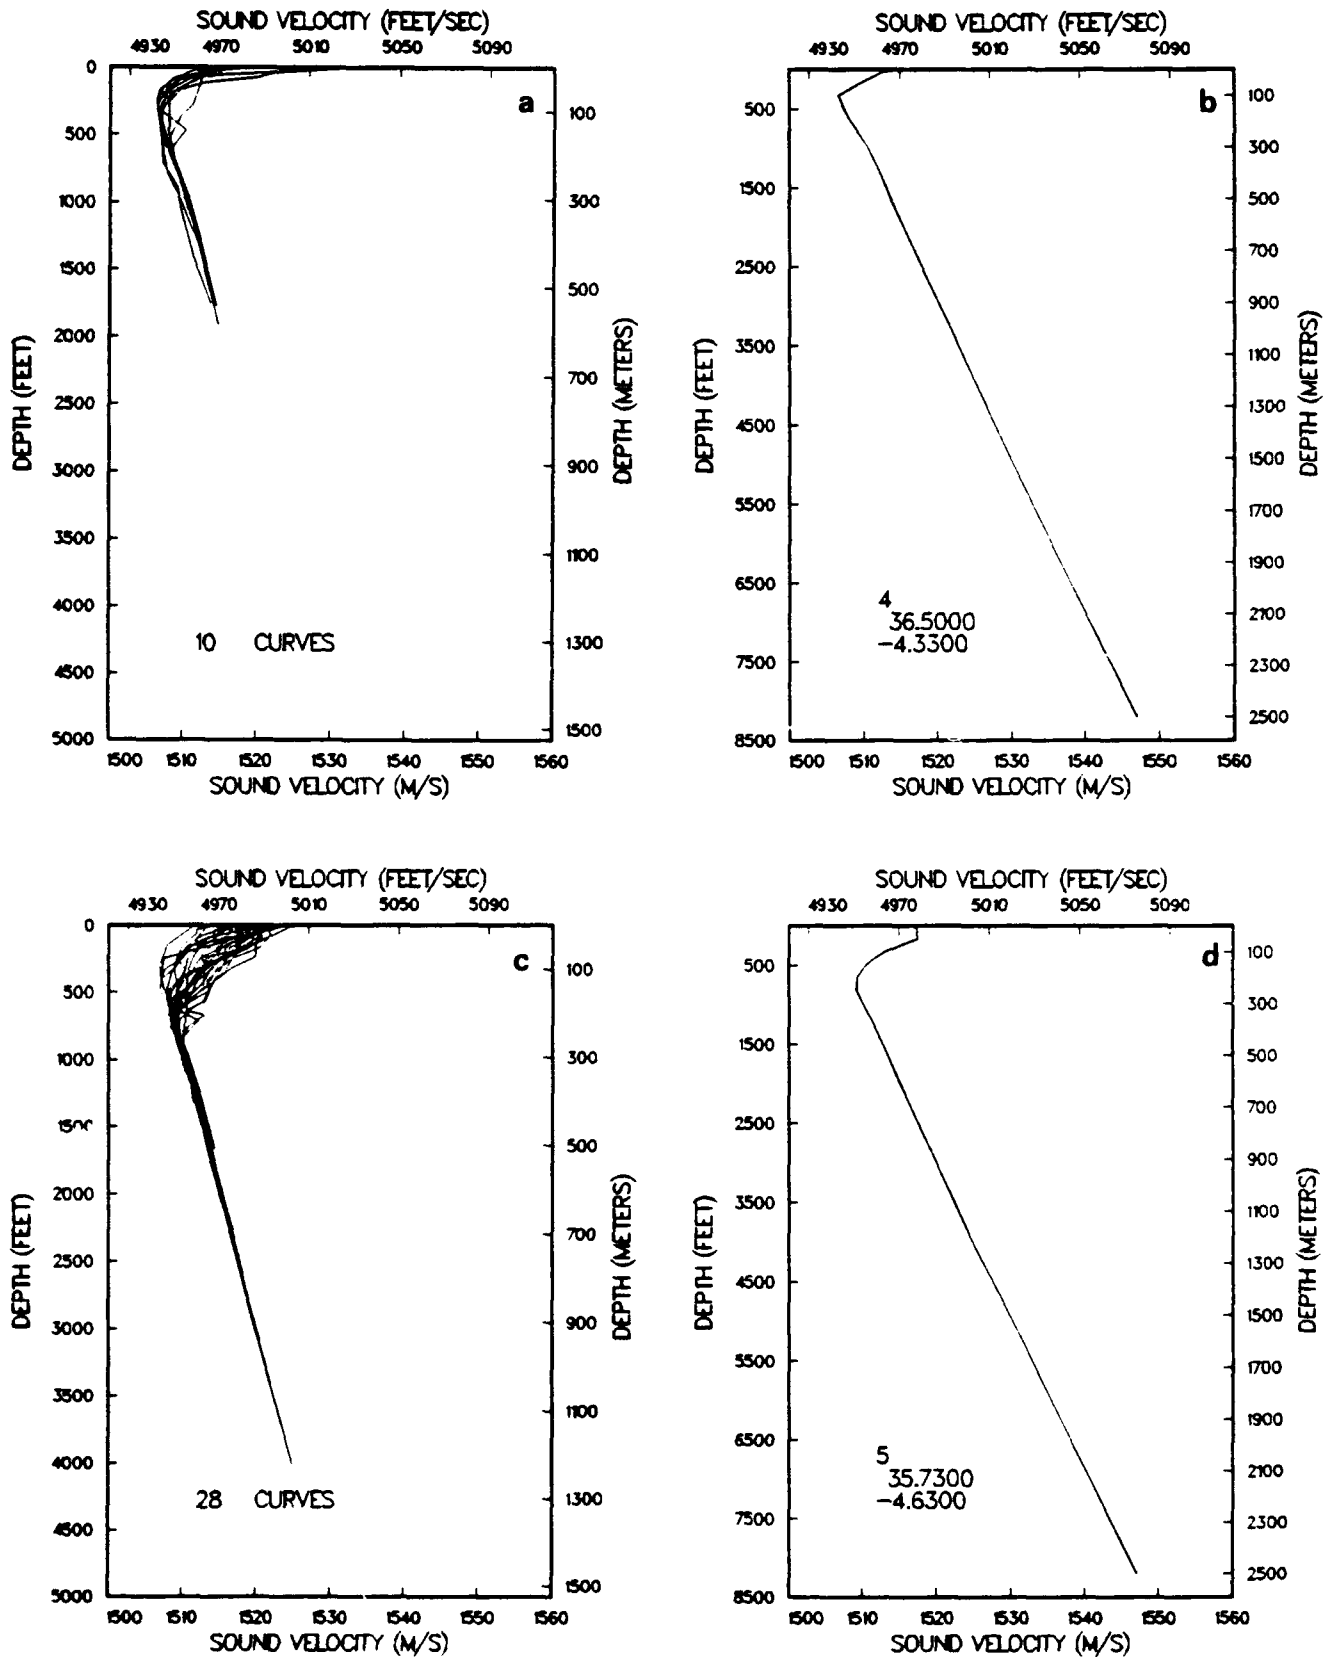 SOUND VELOCITY (FEET/SEC)
4930 4970 5010 5050 5090
a
0
500
1000
1500
2000
2500
3000
3500
4000
4500
5000
DEPTH (FEET)
100
300
500
700
900
1100
1300
1500
DEPTH (METERS)
10 CURVES
1500 1510 1520 1530 1540 1550 1560
SOUND VELOCITY (M/S)
SOUND VELOCITY (FEET/SEC)
4930 4970 5010 5050 5090
b
500
1500
2500
3500
4500
5500
6500
7500
8500
DEPTH (FEET)
100
300
500
700
900
1100
1300
1500
1700
1900
2100
2300
2500
DEPTH (METERS)
4
36.5000
-4.3300
1500 1510 1520 1530 1540 1550 1560
SOUND VELOCITY (M/S)
SOUND VELOCITY (FEET/SEC)
4930 4970 5010 5050 5090
c
0
500
1000
2000
2500
3000
3500
4000
4500
5000
DEPTH (FEET)
100
300
500
700
900
1100
1300
1500
DEPTH (METERS)
28 CURVES
1500 1510 1520 1530 1540 1550 1560
SOUND VELOCITY (M/S)
SOUND VELOCITY (FEET/SEC)
4930 4970 5010 5050 5090
d
500
1500
2500
3500
4500
5500
6500
7500
8500
DEPTH (FEET)
100
300
500
700
900
1100
1300
1500
1700
1900
2100
2300
2500
DEPTH (METERS)
5
35.7300
-4.6300
1500 1510 1520 1530 1540 1550 1560
SOUND VELOCITY (M/S)